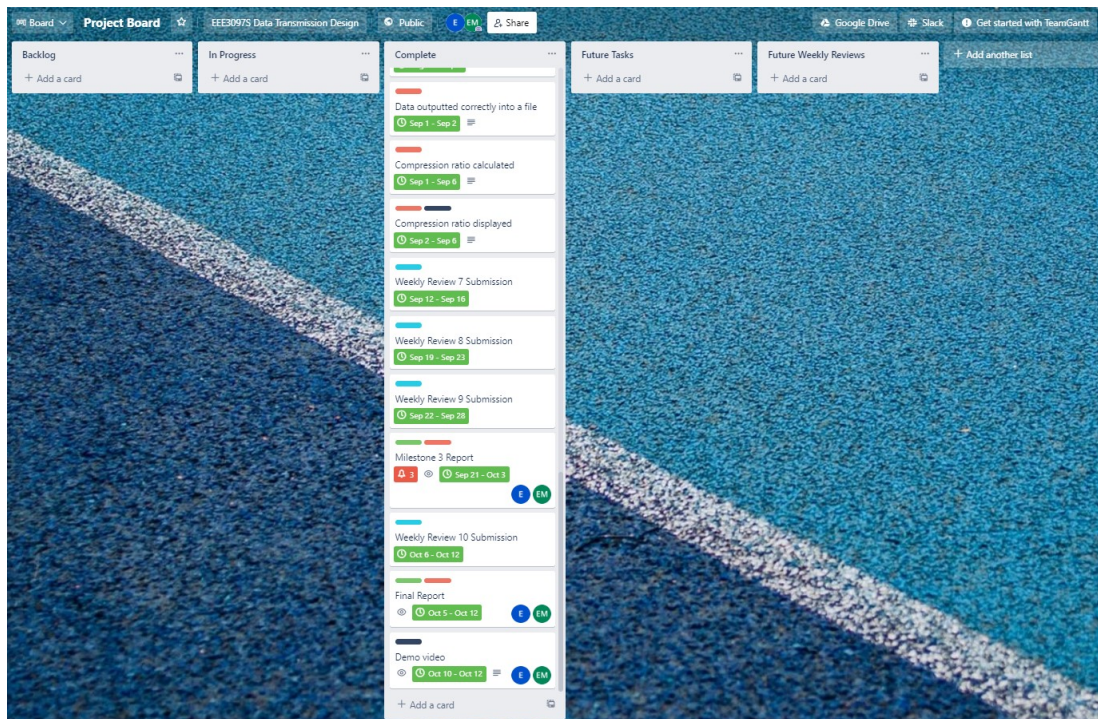 Board
Project Board
EEE3097S Data Transmission Design
Public
E
EM
Share
Google Drive
Slack
Get started with TeamGantt
Backlog
+ Add a card
In Progress
+ Add a card
Complete
Data outputted correctly into a file
Sep 1 - Sep 2
Compression ratio calculated
Sep 1 - Sep 6
Compression ratio displayed
Sep 2 - Sep 6
Weekly Review 7 Submission
Sep 12 - Sep 16
Weekly Review 8 Submission
Sep 19 - Sep 23
Weekly Review 9 Submission
Sep 22 - Sep 28
Milestone 3 Report
3
Sep 21 - Oct 3
E
EM
Weekly Review 10 Submission
Oct 6 - Oct 12
Final Report
Oct 5 - Oct 12
E
EM
Demo video
Oct 10 - Oct 12
E
EM
+ Add a card
Future Tasks
+ Add a card
Future Weekly Reviews
+ Add a card
+ Add another list